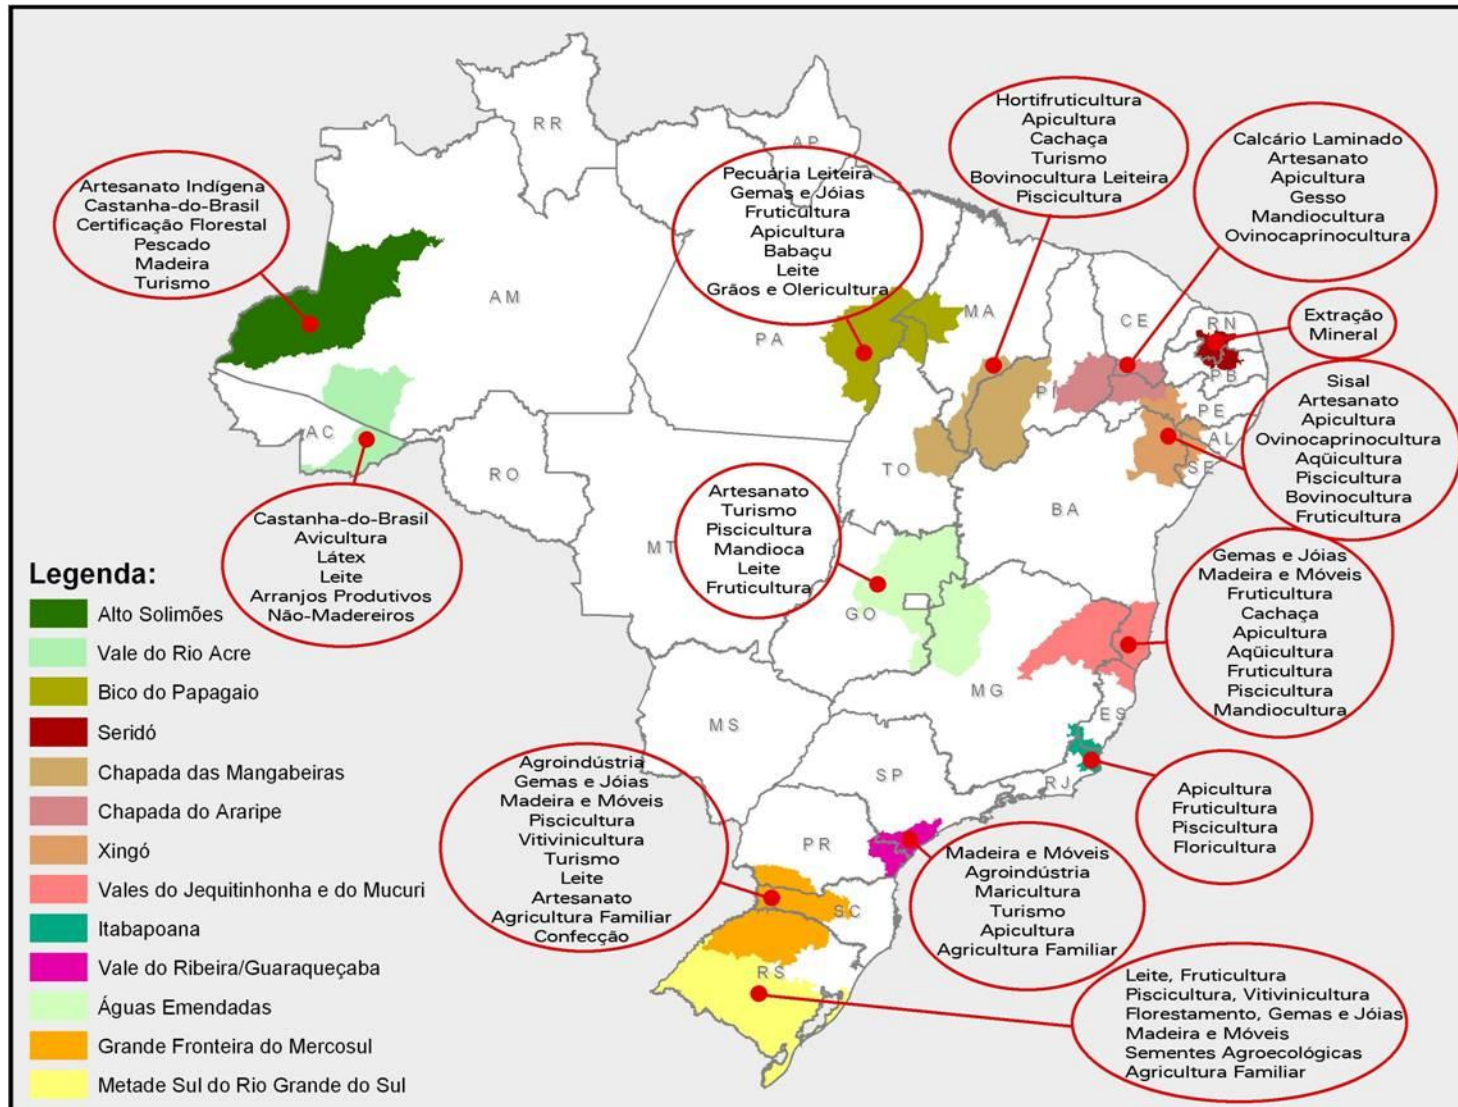 RR
AP
AM
PA
MA
CE
RN
PB
PI
PE
AL
SE
AC
RO
TO
BA
MT
GO
MG
ES
MS
SP
RJ
PR
SC
RS
Artesanato Indígena
Castanha-do-Brasil
Certificação Florestal
Pescado
Madeira
Turismo
Pecuária Leiteira
Gemas e Jóias
Fruticultura
Apicultura
Babaçu
Leite
Grãos e Olericultura
Hortifruticultura
Apicultura
Cachaça
Turismo
Bovinocultura Leiteira
Piscicultura
Calcário Laminado
Artesanato
Apicultura
Gesso
Mandiocultura
Ovinocaprinocultura
Extração
Mineral
Sisal
Artesanato
Apicultura
Ovinocaprinocultura
Aqüicultura
Piscicultura
Bovinocultura
Fruticultura
Castanha-do-Brasil
Avicultura
Látex
Leite
Arranjos Produtivos
Não-Madereiros
Artesanato
Turismo
Piscicultura
Mandioca
Leite
Fruticultura
Gemas e Jóias
Madeira e Móveis
Fruticultura
Cachaça
Apicultura
Aqüicultura
Fruticultura
Piscicultura
Mandiocultura
Agroindústria
Gemas e Jóias
Madeira e Móveis
Piscicultura
Vitivinicultura
Turismo
Leite
Artesanato
Agricultura Familiar
Confecção
Apicultura
Fruticultura
Piscicultura
Floricultura
Madeira e Móveis
Agroindústria
Maricultura
Turismo
Apicultura
Agricultura Familiar
Leite, Fruticultura
Piscicultura, Vitivinicultura
Florestamento, Gemas e Jóias
Madeira e Móveis
Sementes Agroecológicas
Agricultura Familiar
Legenda:
Alto Solimões
Vale do Rio Acre
Bico do Papagaio
Seridó
Chapada das Mangabeiras
Chapada do Araripe
Xingó
Vales do Jequitinhonha e do Mucuri
Itabapoana
Vale do Ribeira/Guaraqueçaba
Águas Emendadas
Grande Fronteira do Mercosul
Metade Sul do Rio Grande do Sul